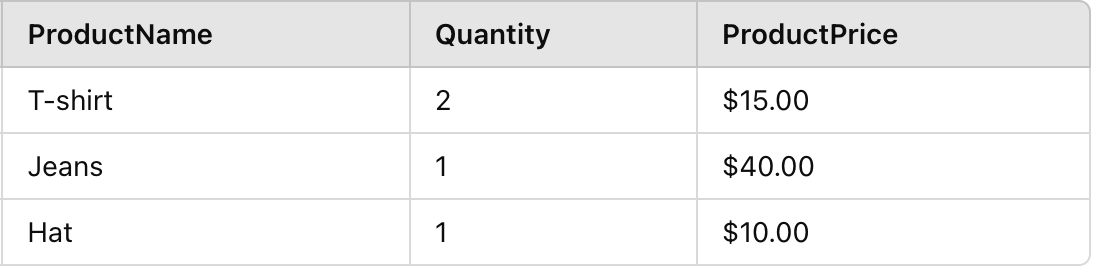 ProductName Quantity ProductPrice
T-shirt 2 $15.00
Jeans 1 $40.00
Hat 1 $10.00